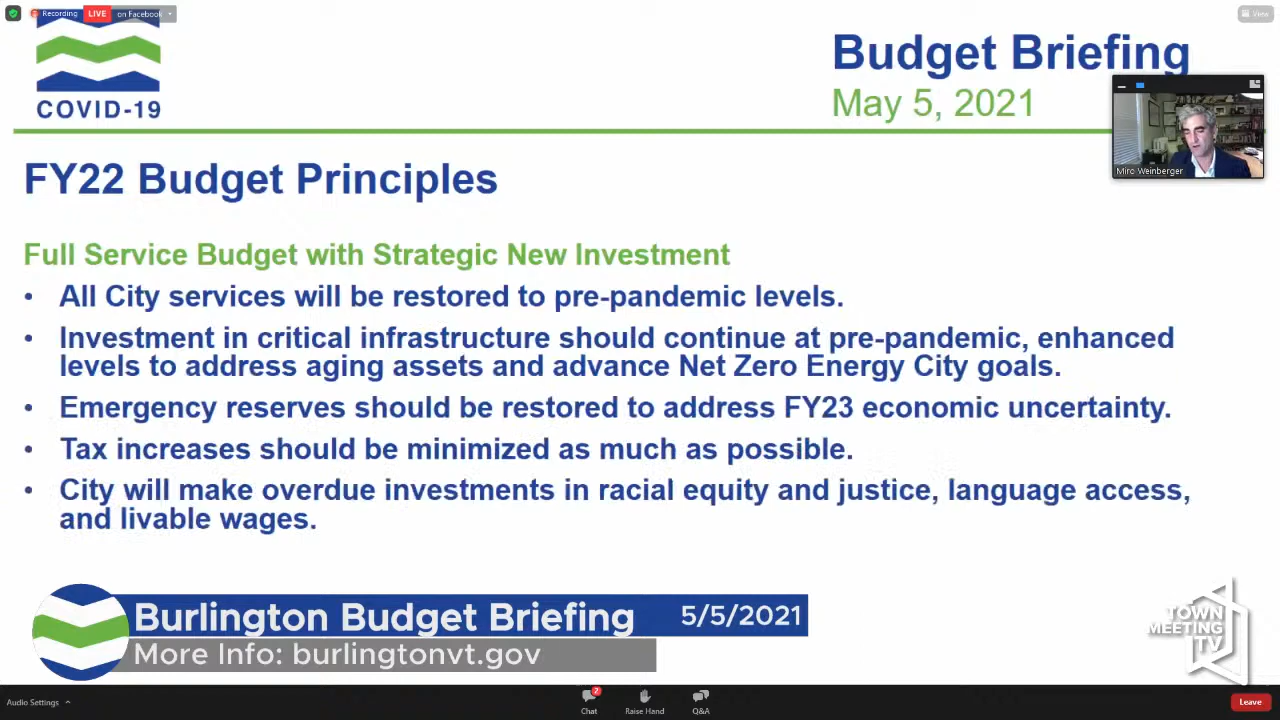 Recording LIVE on Facebook
View
COVID-19
Budget Briefing
May 5, 2021
Miro Weinberger
FY22 Budget Principles
Full Service Budget with Strategic New Investment
• All City services will be restored to pre-pandemic levels.
• Investment in critical infrastructure should continue at pre-pandemic, enhanced
levels to address aging assets and advance Net Zero Energy City goals.
• Emergency reserves should be restored to address FY23 economic uncertainty.
• Tax increases should be minimized as much as possible.
• City will make overdue investments in racial equity and justice, language access,
and livable wages.
Burlington Budget Briefing 5/5/2021
More Info: burlingtonvt.gov
TOWN
MEETING
TV
Audio Settings
2
Chat
Raise Hand
Q&A
Leave